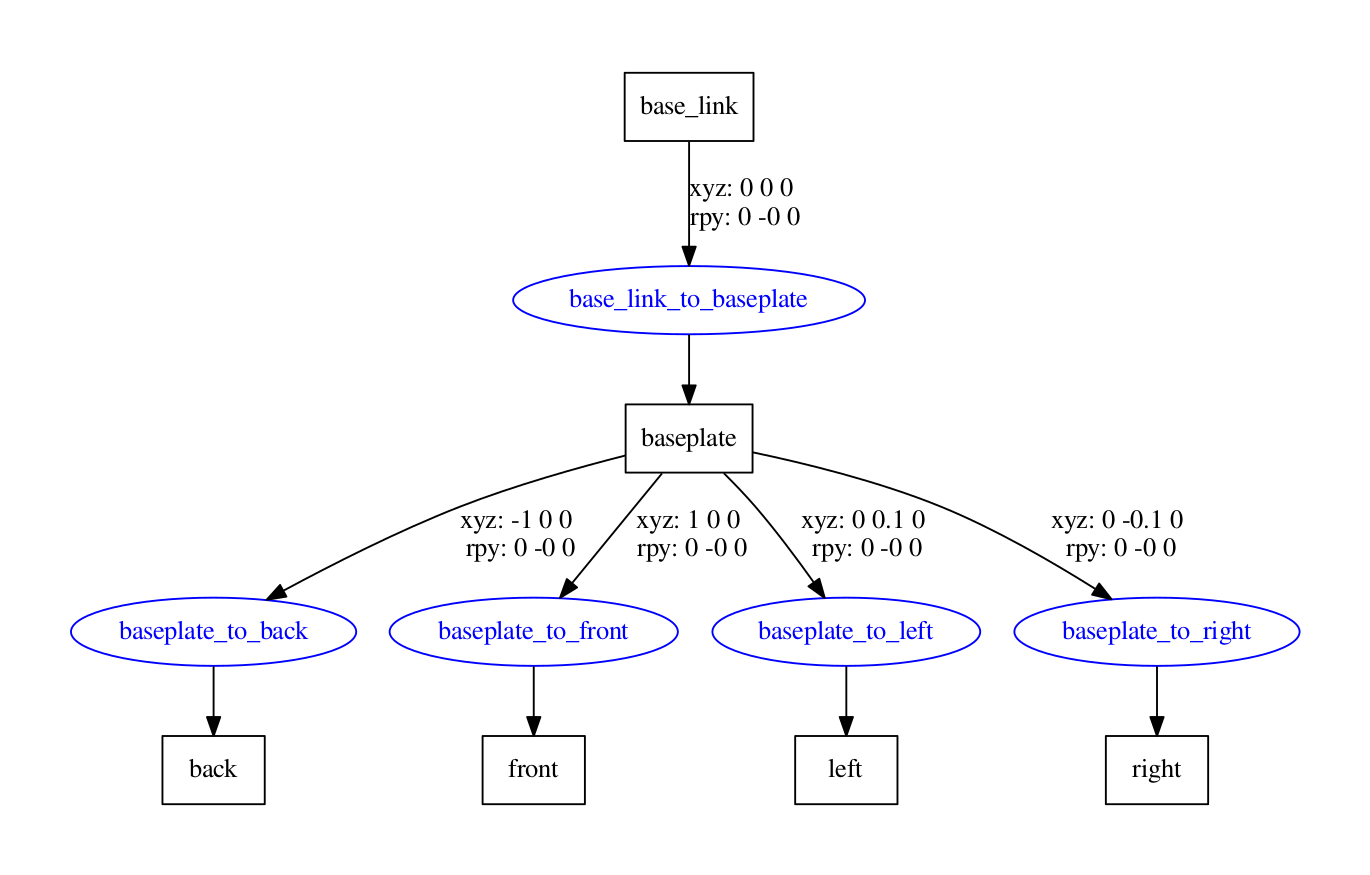 base_link
xyz: 0 0 0
rpy: 0 -0 0
base_link_to_baseplate
baseplate
xyz: -1 0 0
rpy: 0 -0 0
xyz: 1 0 0
rpy: 0 -0 0
xyz: 0 0.1 0
rpy: 0 -0 0
xyz: 0 -0.1 0
rpy: 0 -0 0
baseplate_to_back
baseplate_to_front
baseplate_to_left
baseplate_to_right
back
front
left
right